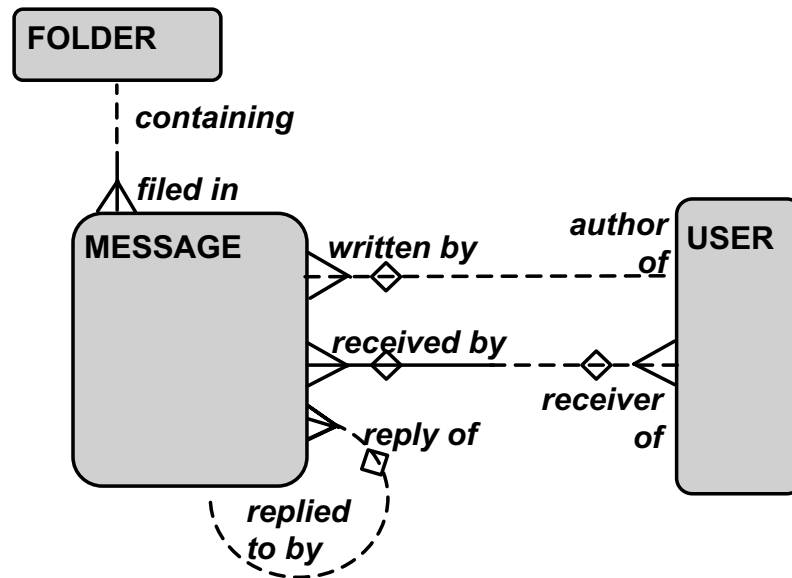 FOLDER
containing
filed in
MESSAGE
written by
author
of
USER
received by
receiver
of
reply of
replied
to by